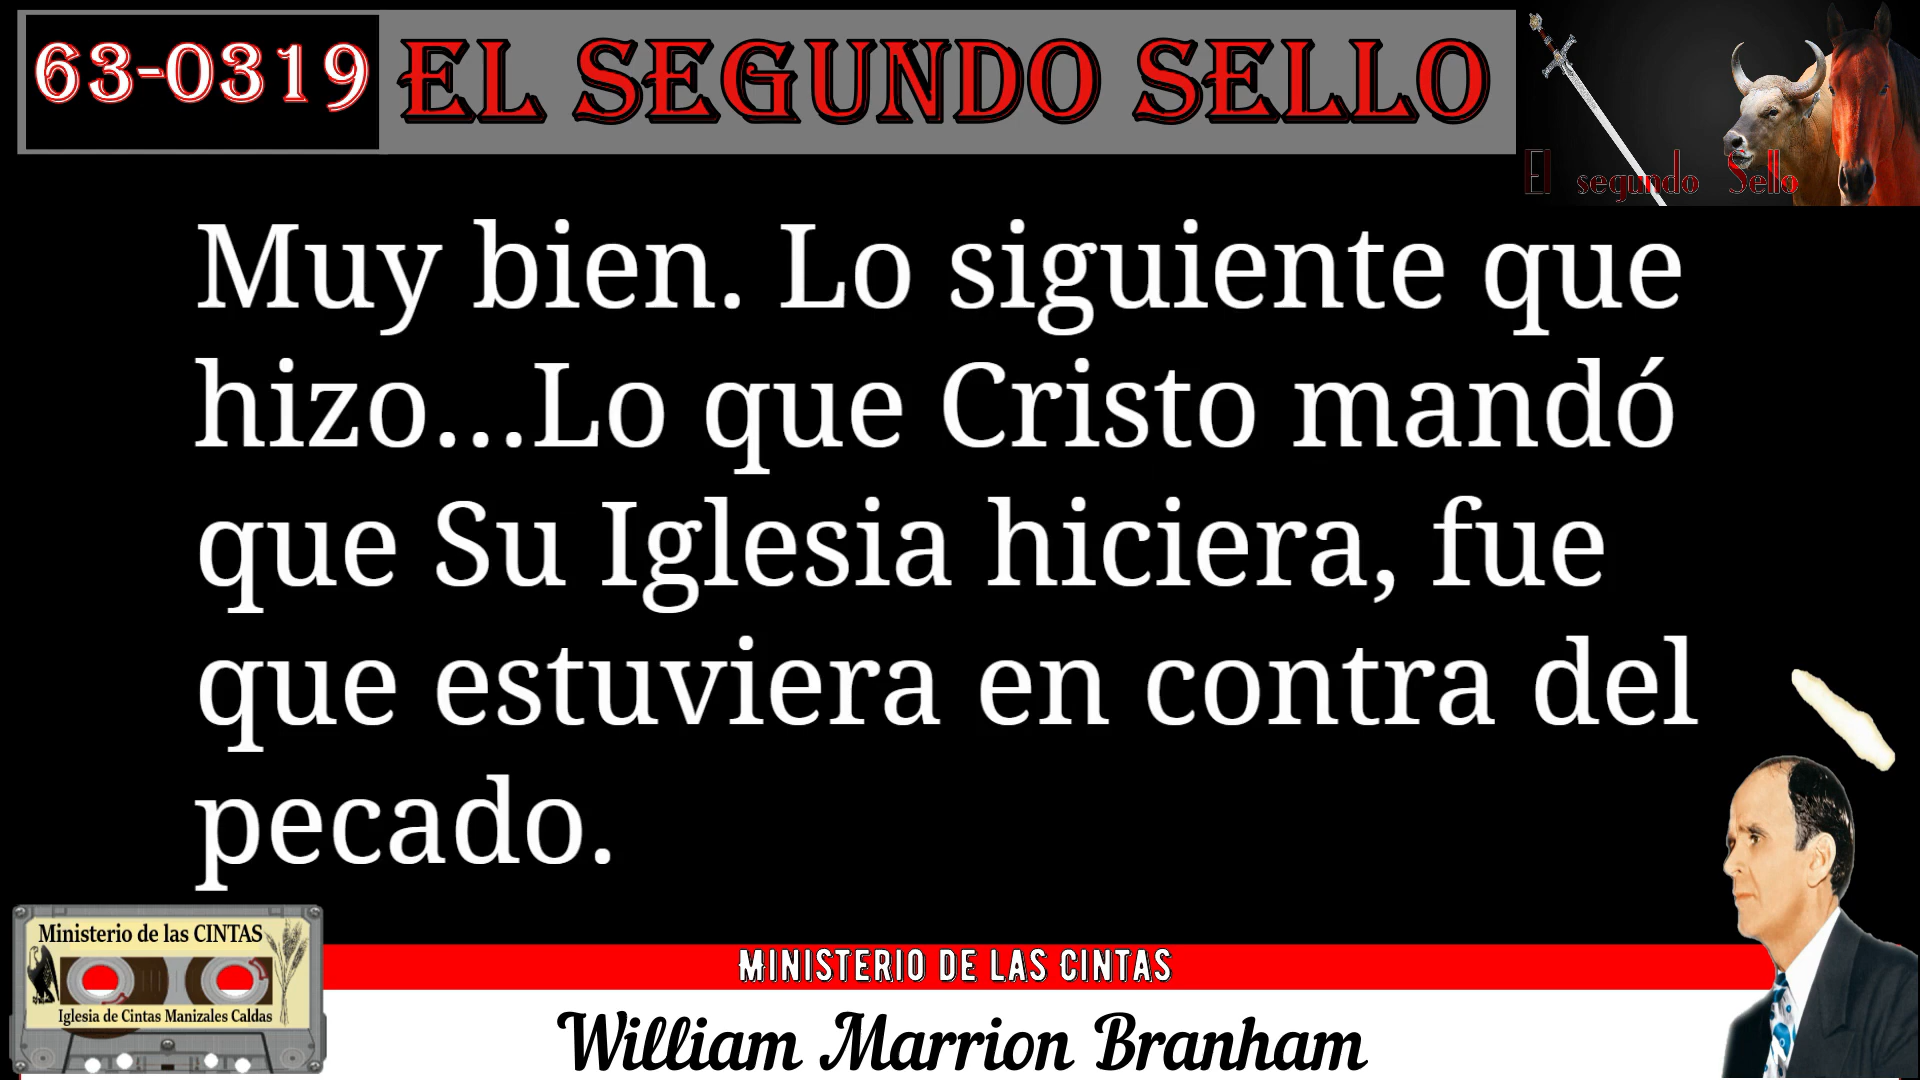 63-0319
EL SEGUNDO SELLO
El segundo Sello
Muy bien. Lo siguiente que
hizo...Lo que Cristo mandó
que Su Iglesia hiciera, fue
que estuviera en contra del
pecado.
Ministerio de las CINTAS
Iglesia de Cintas Manizales Caldas
MINISTERIO DE LAS CINTAS
William Marrion Branham